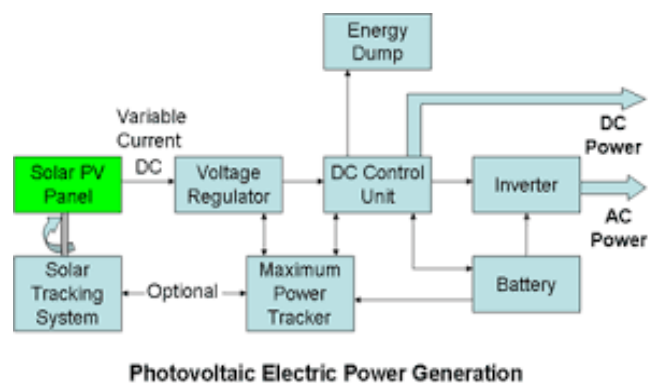 Energy
Dump
Variable
Current
DC
DC
Power
Solar PV
Panel
Voltage
Regulator
DC Control
Unit
Inverter
AC
Power
Solar
Tracking
System
Optional
Maximum
Power
Tracker
Battery
Photovoltaic Electric Power Generation